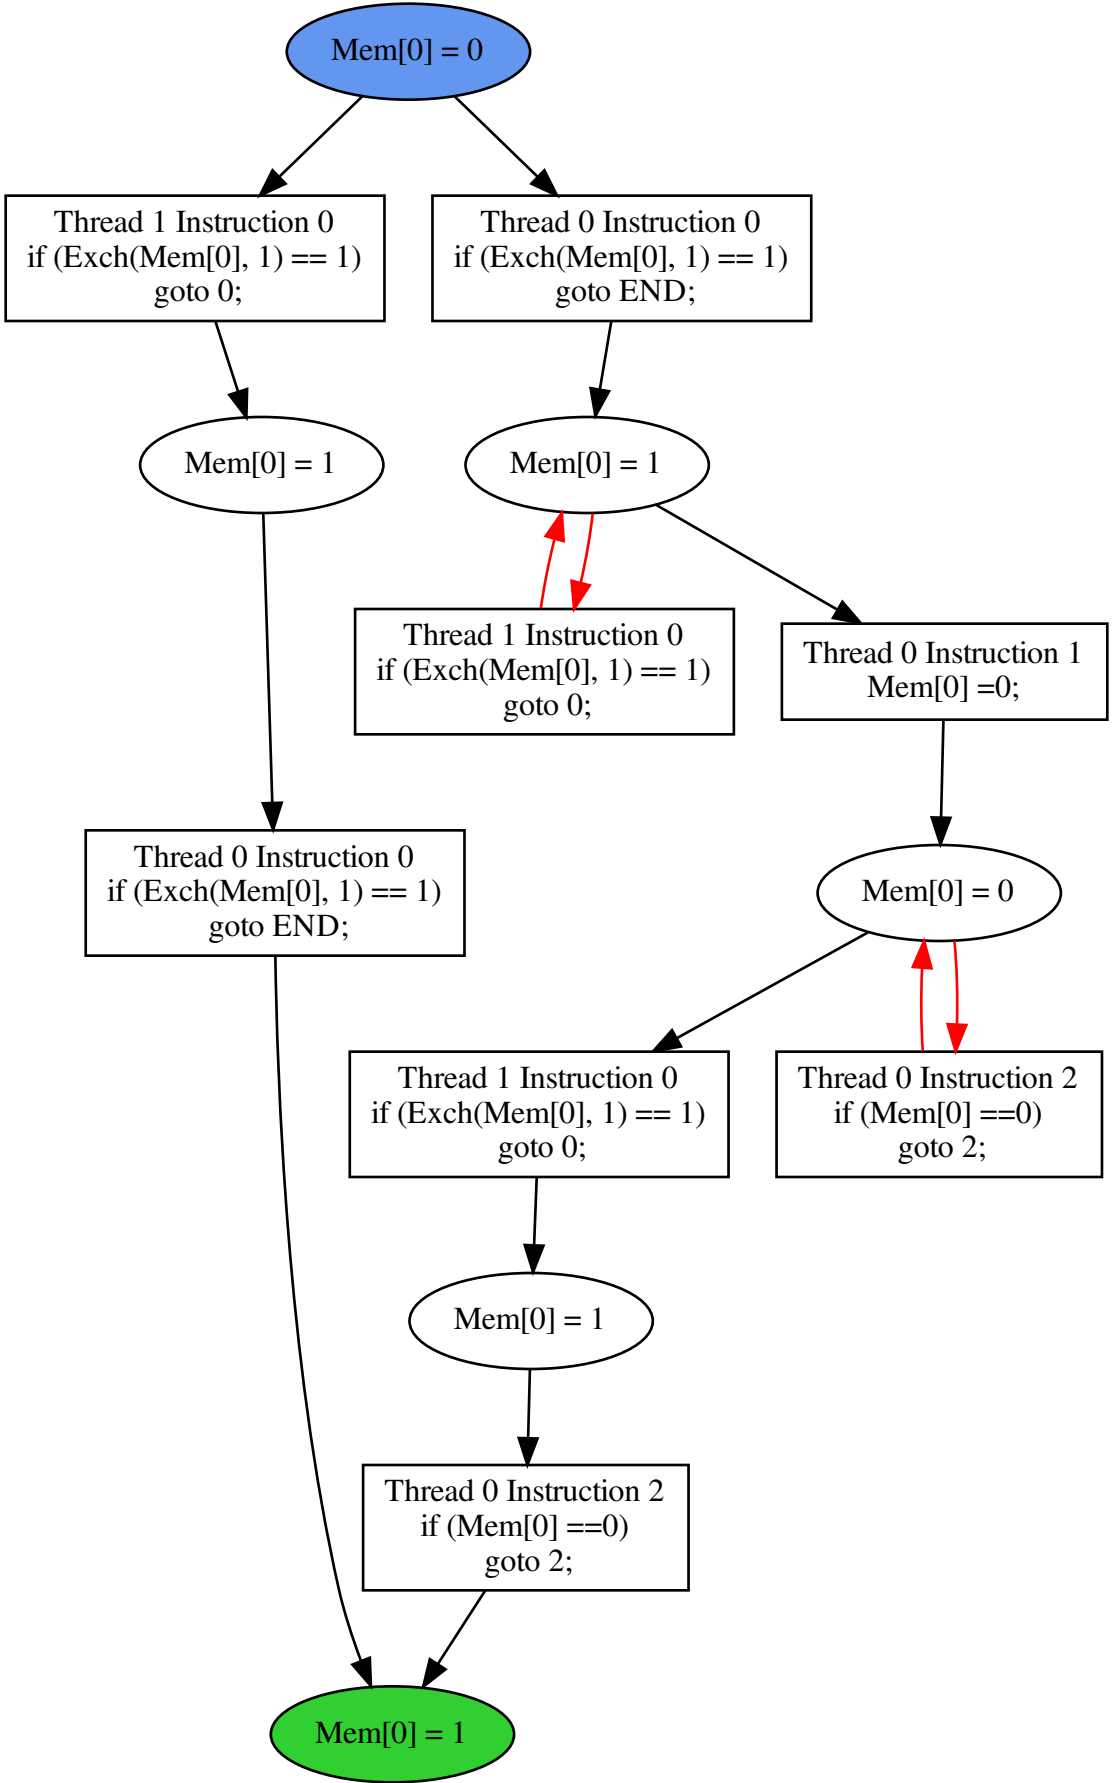 Mem[0] = 0
Thread 1 Instruction 0
if (Exch(Mem[0], 1) == 1)
goto 0;
Thread 0 Instruction 0
if (Exch(Mem[0], 1) == 1)
goto END;
Mem[0] = 1
Mem[0] = 1
Thread 1 Instruction 0
if (Exch(Mem[0], 1) == 1)
goto 0;
Thread 0 Instruction 1
Mem[0] =0;
Thread 0 Instruction 0
if (Exch(Mem[0], 1) == 1)
goto END;
Mem[0] = 0
Thread 1 Instruction 0
if (Exch(Mem[0], 1) == 1)
goto 0;
Thread 0 Instruction 2
if (Mem[0] ==0)
goto 2;
Mem[0] = 1
Thread 0 Instruction 2
if (Mem[0] ==0)
goto 2;
Mem[0] = 1